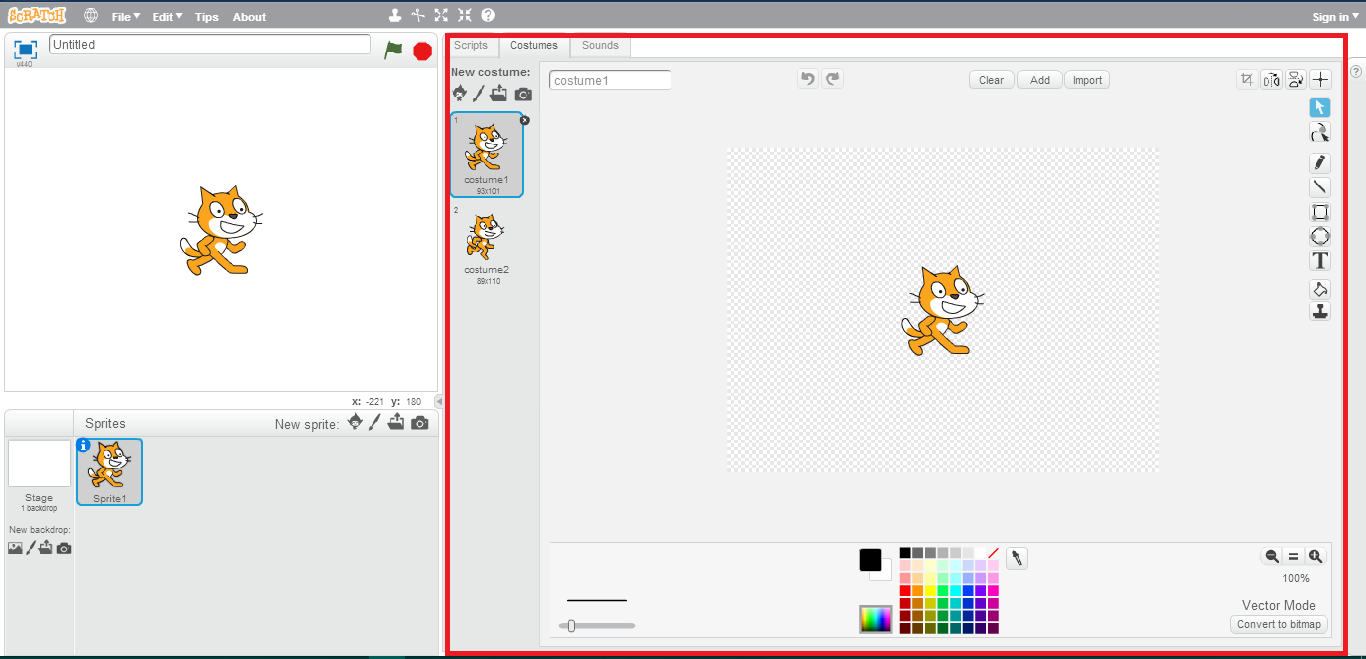 SCRATCH File Edit Tips About Sign in
Untitled
v440
x: -221 y: 180
Sprites New sprite:
Stage
1 backdrop
New backdrop:
Sprite1
Scripts Costumes Sounds
New costume:
1
costume1
93x101
2
costume2
89x110
costume1 Clear Add Import
T
100%
Vector Mode
Convert to bitmap